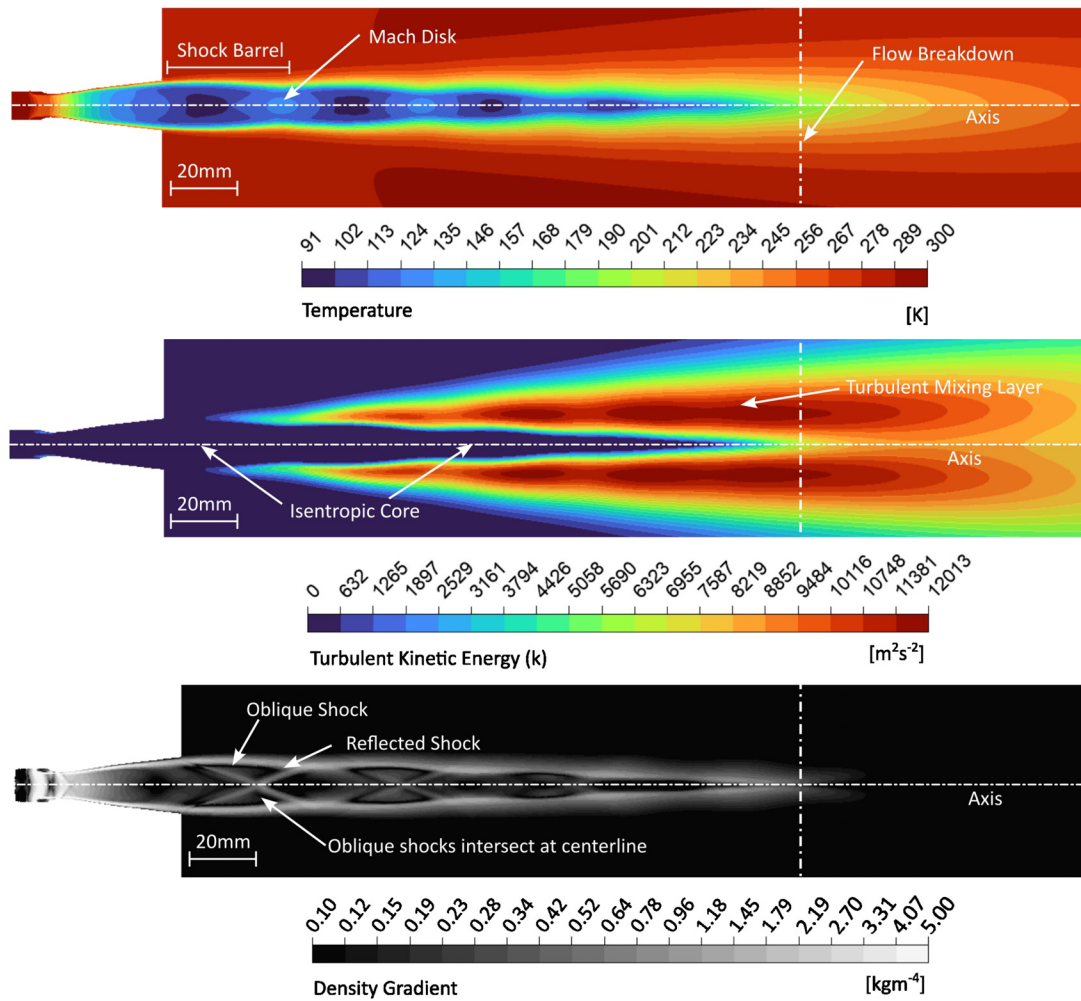 Shock Barrel
Mach Disk
Flow Breakdown
Axis
20mm
91 102 113 124 135 146 157 168 179 190 201 212 223 234 245 256 267 278 289 300
Temperature [K]
Turbulent Mixing Layer
Axis
Isentropic Core
20mm
0 632 1265 1897 2529 3161 3794 4426 5058 5690 6323 6955 7587 8219 8852 9484 10116 10748 11381 12013
Turbulent Kinetic Energy (k) [m²s⁻²]
Oblique Shock
Reflected Shock
Axis
20mm
Oblique shocks intersect at centerline
0.10 0.12 0.15 0.19 0.23 0.28 0.34 0.42 0.52 0.64 0.78 0.96 1.18 1.45 1.79 2.19 2.70 3.31 4.07 5.00
Density Gradient [kgm⁻⁴]